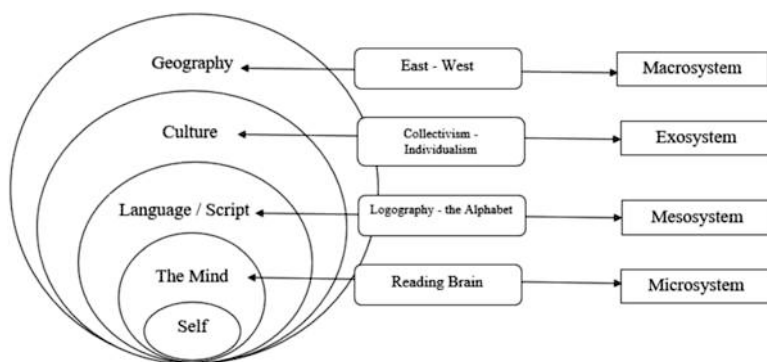 Geography
East - West
Macrosystem
Culture
Collectivism -
Individualism
Exosystem
Language / Script
Logography - the Alphabet
Mesosystem
The Mind
Reading Brain
Microsystem
Self